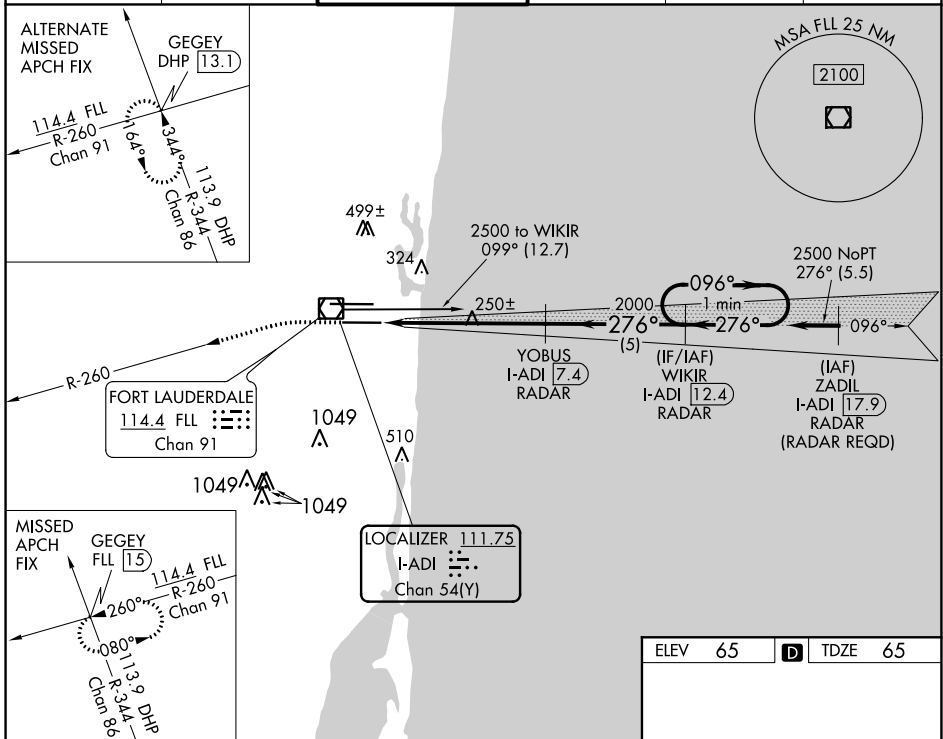 ALTERNATE
MISSED
APCH FIX
GEGEY
DHP 13.1
114.4 FLL
R-260
Chan 91
164°
344°
113.9 DHP
R-344
Chan 86
MSA FLL 25 NM
2100
499±
324
2500 to WIKIR
099° (12.7)
250±
2000
096°
1 min
276°
276°
(5)
2500 NoPT
276° (5.5)
096°
YOBUS
I-ADI 7.4
RADAR
(IF/IAF)
WIKIR
I-ADI 12.4
RADAR
(IAF)
ZADIL
I-ADI 17.9
RADAR
(RADAR REQD)
R-260
FORT LAUDERDALE
114.4 FLL
Chan 91
1049
510
1049
1049
LOCALIZER 111.75
I-ADI
Chan 54(Y)
MISSED
APCH
FIX
GEGEY
FLL 15
114.4 FLL
R-260
Chan 91
260°
080°
113.9 DHP
R-344
Chan 86
ELEV 65 D TDZE 65